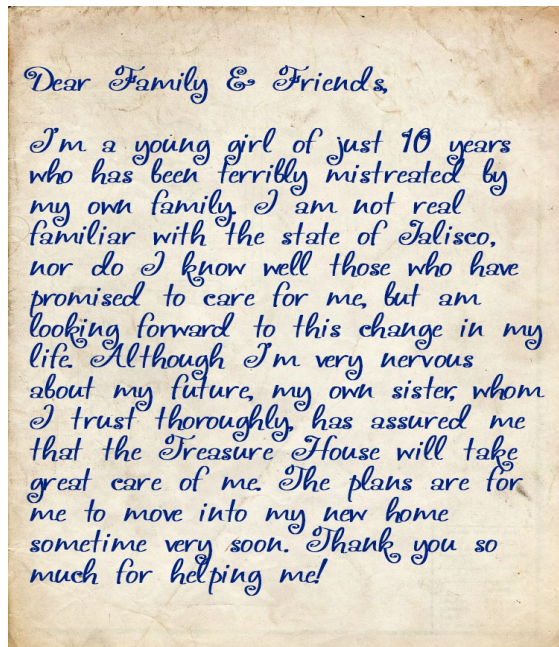 Dear Family & Friends,
I'm a young girl of just 10 years
who has been terribly mistreated by
my own family. I am not real
familiar with the state of Jalisco,
nor do I know well those who have
promised to care for me, but am
looking forward to this change in my
life. Although I'm very nervous
about my future, my own sister, whom
I trust thoroughly, has assured me
that the Treasure House will take
great care of me. The plans are for
me to move into my new home
sometime very soon. Thank you so
much for helping me!